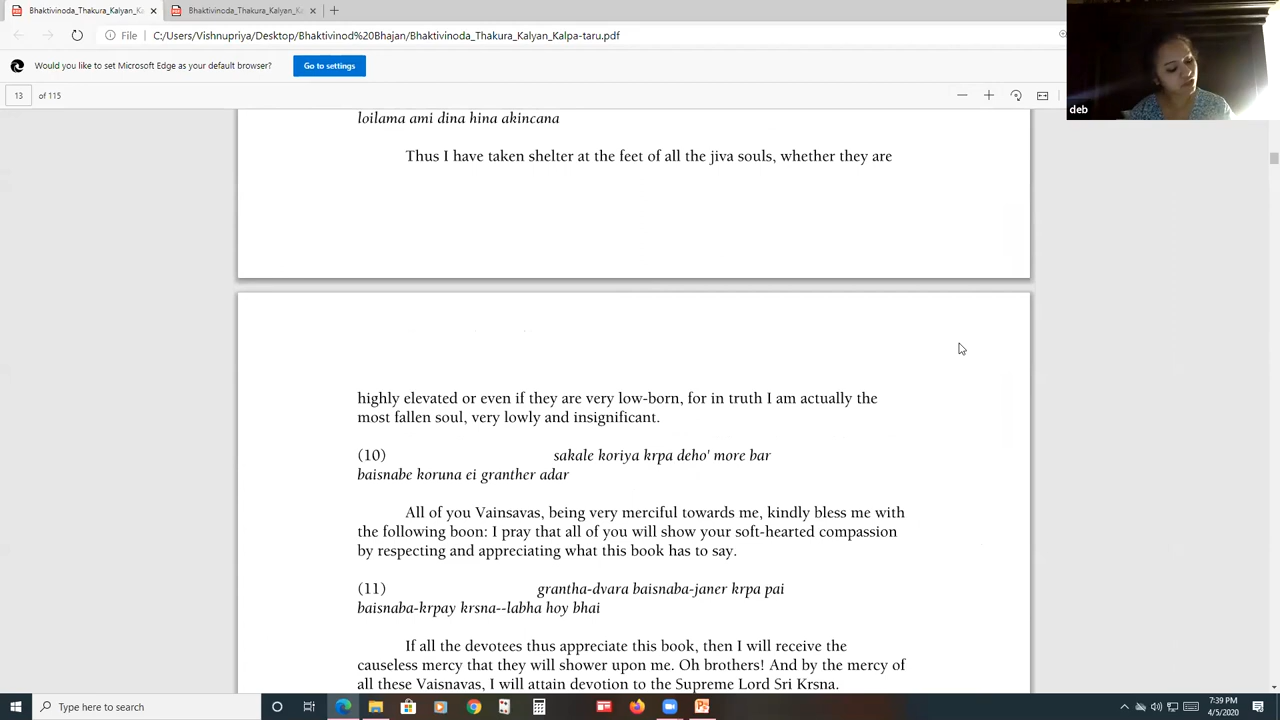 Bhaktivinoda_Thakura_Kalyan_K
Bhaktivinoda_Thakura_Kalyan_K
File
C:/Users/Vishnupriya/Desktop/Bhaktivinod%20Bhajan/Bhaktivinoda_Thakura_Kalyan_Kalpa-taru.pdf
Would you like to set Microsoft Edge as your default browser?
Go to settings
deb
13 of 115
loilama ami dina hina akincana
Thus I have taken shelter at the feet of all the jiva souls, whether they are
highly elevated or even if they are very low-born, for in truth I am actually the
most fallen soul, very lowly and insignificant.
(10) sakale koriya krpa deho' more bar
baisnabe koruna ei granther adar
All of you Vainsavas, being very merciful towards me, kindly bless me with
the following boon: I pray that all of you will show your soft-hearted compassion
by respecting and appreciating what this book has to say.
(11) grantha-dvara baisnaba-janer krpa pai
baisnaba-krpay krsna--labha hoy bhai
If all the devotees thus appreciate this book, then I will receive the
causeless mercy that they will shower upon me. Oh brothers! And by the mercy of
all these Vaisnavas, I will attain devotion to the Supreme Lord Sri Krsna.
Type here to search
7:39 PM
4/5/2020